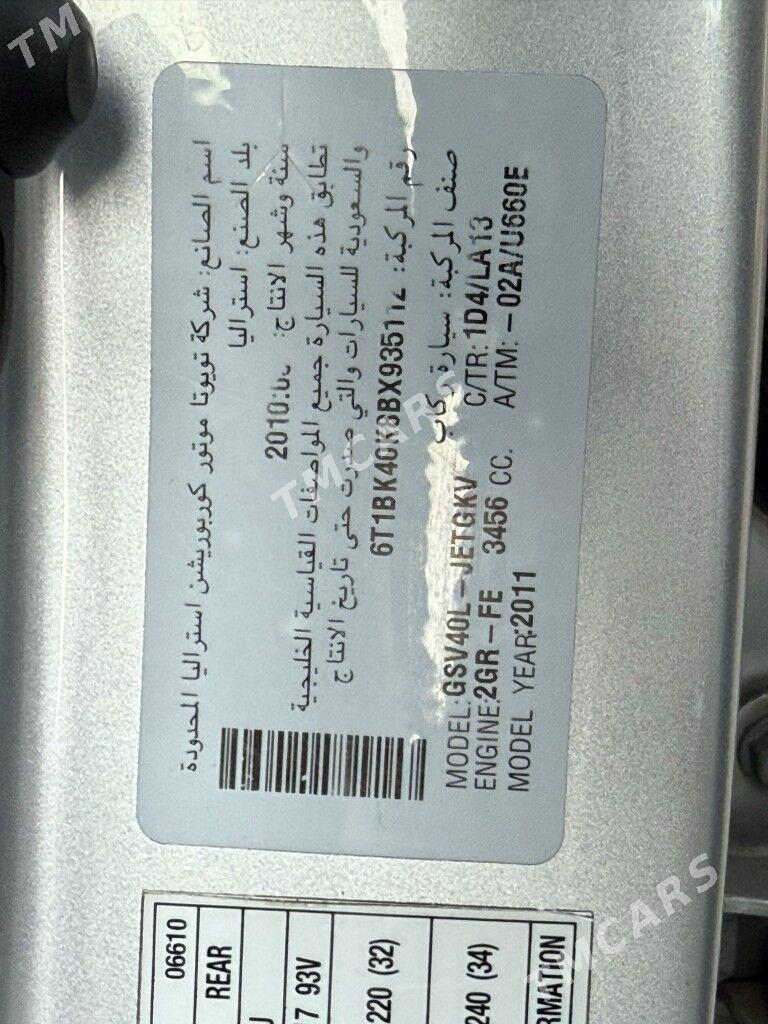 اسم الصانع: شركة تويوتا موتور كوربوريشن استراليا المحدودة
بلد الصنع: استراليا
سنة وشهر الانتاج: 2010:0
تطابق هذه السيارة جميع المواصفات القياسية الخليجية
والسعودية للسيارات والتي صدرت حتى تاريخ الانتاج
رقم المركبة: 6T1BK40K8BX935112
صنف المركبة: سيارة ركاب
MODEL:GSV40L-JETGKV C/TR:1D4/LA13
ENGINE:2GR-FE 3456 CC. A/TM:-02A/U660E
MODEL YEAR:2011
06610
REAR
7 93V
220 (32)
240 (34)
RMATION
TMCARS
TMCARS
TM